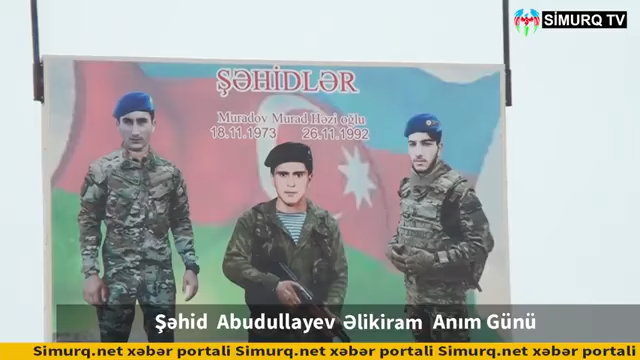 SİMURQ TV
ŞƏHİDLƏR
Muradov Murad Həzi oğlu
18.11.1973 26.11.1992
Şəhid Abudullayev Əlikiram Anım Günü
Simurq.net xəbər portali Simurq.net xəbər portali Simurq.net xəbər portali